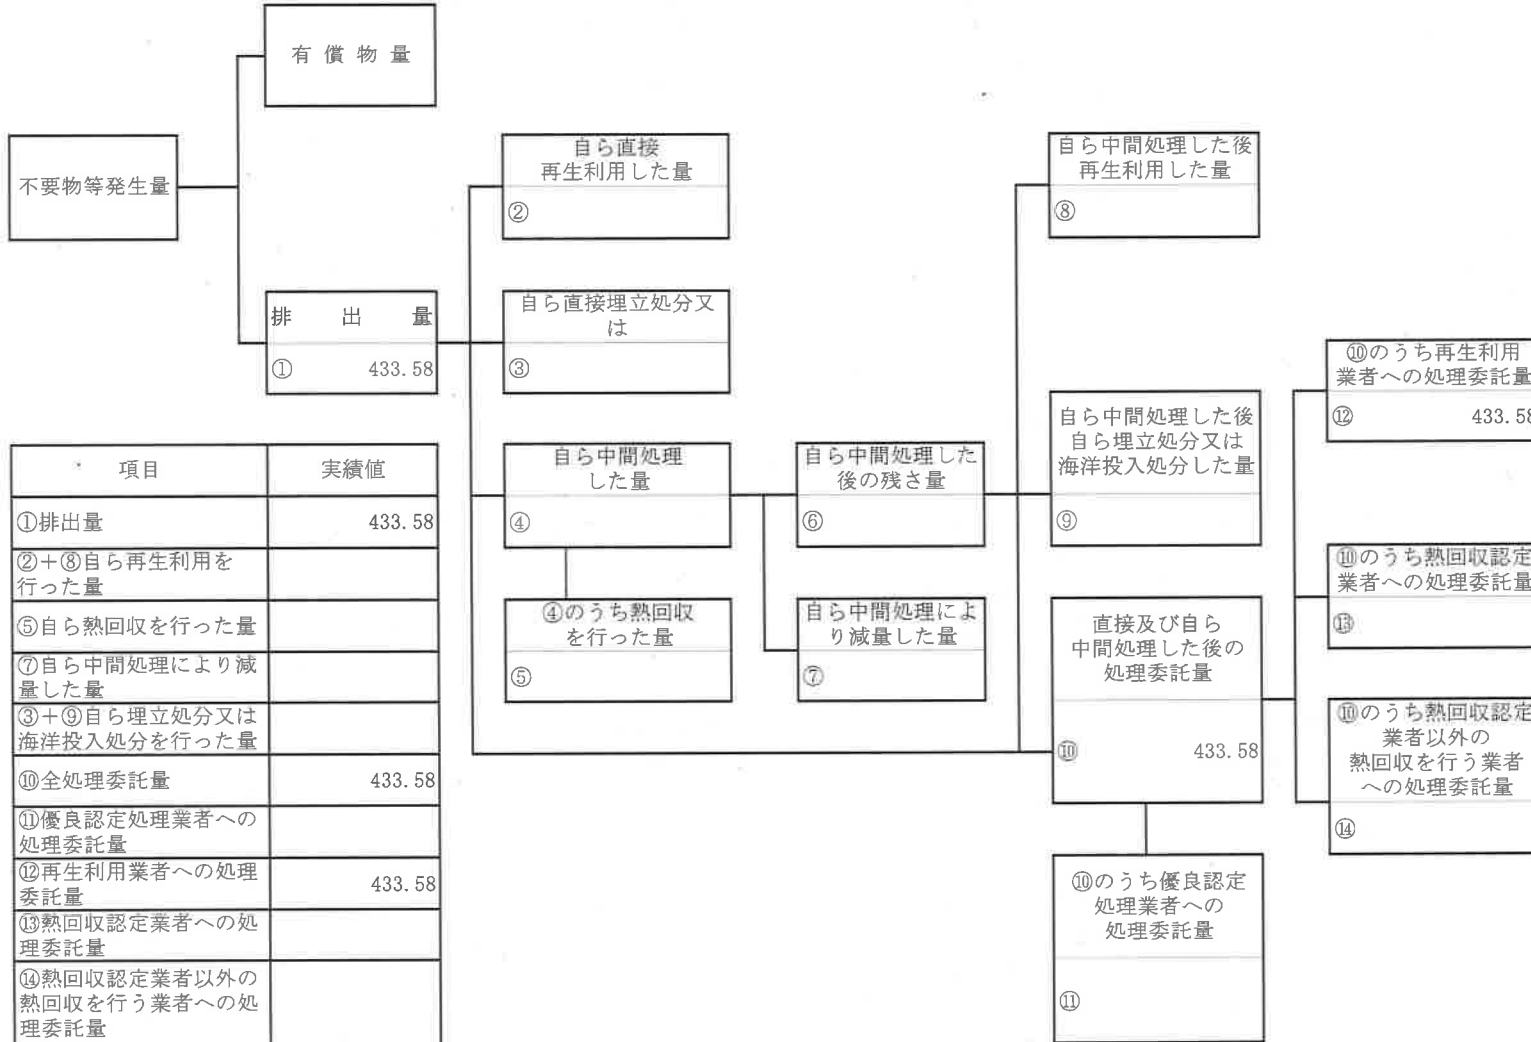 有償物量
不要物等発生量
排出量
① 433.58
自ら直接
再生利用した量
②
自ら直接埋立処分又
は
③
自ら中間処理
した量
④
④のうち熱回収
を行った量
⑤
自ら中間処理した
後の残さ量
⑥
自ら中間処理によ
り減量した量
⑦
自ら中間処理した後
再生利用した量
⑧
自ら中間処理した後
自ら埋立処分又は
海洋投入処分した量
⑨
直接及び自ら
中間処理した後の
処理委託量
⑩ 433.58
⑩のうち優良認定
処理業者への
処理委託量
⑪
⑩のうち再生利用
業者への処理委託量
⑫ 433.58
⑩のうち熱回収認定
業者への処理委託量
⑬
⑩のうち熱回収認定
業者以外の
熱回収を行う業者
への処理委託量
⑭
項目 実績値
①排出量 433.58
②+⑧自ら再生利用を
行った量
⑤自ら熱回収を行った量
⑦自ら中間処理により減
量した量
③+⑨自ら埋立処分又は
海洋投入処分を行った量
⑩全処理委託量 433.58
⑪優良認定処理業者への
処理委託量
⑫再生利用業者への処理
委託量 433.58
⑬熱回収認定業者への処
理委託量
⑭熱回収認定業者以外の
熱回収を行う業者への処
理委託量